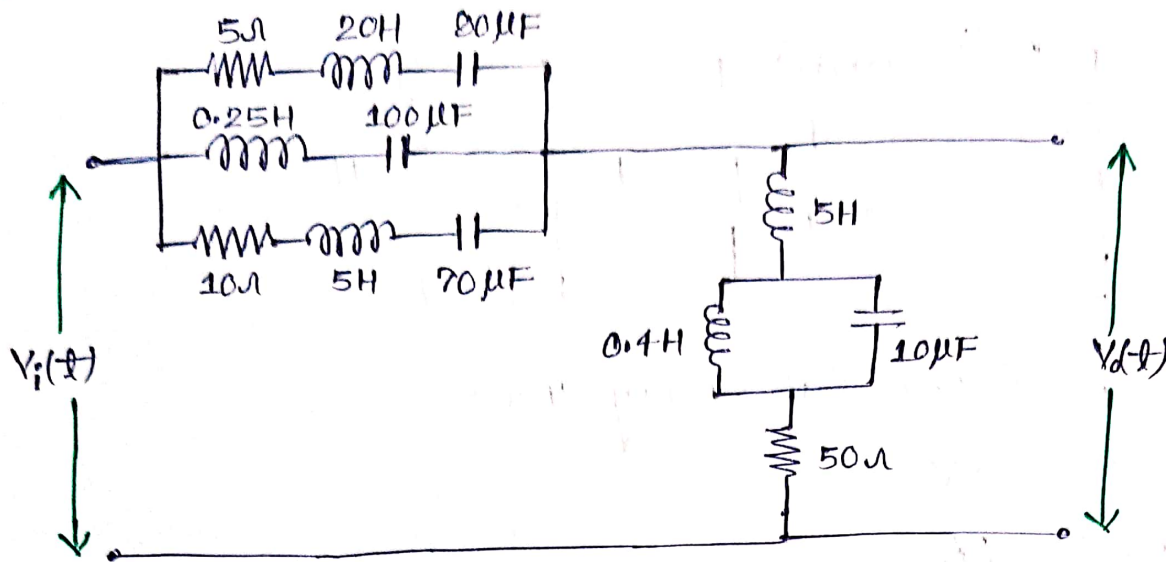 5Ω 20H 80µF
0.25H 100µF
10Ω 5H 70µF
5H
0.4H 10µF
50Ω
Vi(t) Vo(t)